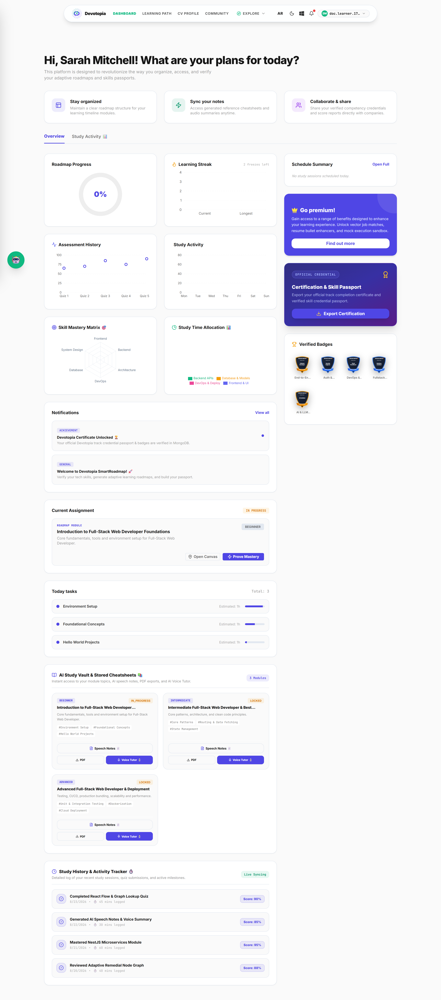 Devotopia
DASHBOARD
LEARNING PATH
CV PROFILE
COMMUNITY
EXPLORE
AR
SM
doc.learner.17…
Hi, Sarah Mitchell! What are your plans for today?
This platform is designed to revolutionize the way you organize, access, and verify
your adaptive roadmaps and skills passports.
Stay organized
Maintain a clear roadmap structure for your
learning timeline modules.
Sync your notes
Access generated reference cheatsheets and
audio summaries anytime.
Collaborate & share
Share your verified competency credentials
and score reports directly with companies.
Overview
Study Activity
Roadmap Progress
0%
Learning Streak
2 freezes left
4
3
2
1
0
Current
Longest
Schedule Summary
Open Full
No study sessions scheduled today.
Go premium!
Gain access to a range of benefits designed to enhance
your learning experience. Unlock vector job matches,
resume bullet enhancers, and mock execution sandbox.
Find out more
Assessment History
100
75
50
25
0
Quiz 1
Quiz 2
Quiz 3
Quiz 4
Quiz 5
Study Activity
80
60
40
20
0
Mon
Tue
Wed
Thu
Fri
Sat
Sun
OFFICIAL CREDENTIAL
Certification & Skill Passport
Export your official track completion certificate and
verified skill credential passport.
Export Certification
Skill Mastery Matrix
Frontend
System Design
Backend
Database
Architecture
DevOps
Study Time Allocation
Backend APIs
Database & Models
DevOps & Deploy
Frontend & UI
Verified Badges
End-to-En...
Auth &...
DevOps &...
Fullstack...
AI & LLM...
Notifications
View all
ACHIEVEMENT
Devotopia Certificate Unlocked
Your official Devotopia track credential passport & badges are verified in MongoDB.
GENERAL
Welcome to Devotopia SmartRoadmap!
Verify your tech skills, generate adaptive learning roadmaps, and build your passport.
Current Assignment
IN PROGRESS
ROADMAP MODULE
BEGINNER
Introduction to Full-Stack Web Developer Foundations
Core fundamentals, tools and environment setup for Full-Stack Web
Developer.
Open Canvas
Prove Mastery
Today tasks
Total: 3
Environment Setup
Estimated: 1h
Foundational Concepts
Estimated: 1h
Hello World Projects
Estimated: 1h
AI Study Vault & Stored Cheatsheets
Instant access to your module topics, AI speech notes, PDF exports, and AI Voice Tutor.
3 Modules
BEGINNER
IN_PROGRESS
Introduction to Full-Stack Web Developer...
Core fundamentals, tools and environment setup for Full-Stack
Web Developer.
#Environment Setup
#Foundational Concepts
#Hello World Projects
Speech Notes
PDF
Voice Tutor
INTERMEDIATE
LOCKED
Intermediate Full-Stack Web Developer & Best...
Core patterns, architecture, and clean code principles.
#Core Patterns
#Routing & Data Fetching
#State Management
Speech Notes
PDF
Voice Tutor
ADVANCED
LOCKED
Advanced Full-Stack Web Developer & Deployment
Testing, CI/CD, production bundling, scalability and performance.
#Unit & Integration Testing
#Dockerization
#Cloud Deployment
Speech Notes
PDF
Voice Tutor
Study History & Activity Tracker
Detailed log of your recent study sessions, quiz submissions, and active milestones.
Live Syncing
Completed React Flow & Graph Lookup Quiz
8/23/2026 • 45 mins logged
Score: 90%
Generated AI Speech Notes & Voice Summary
8/22/2026 • 30 mins logged
Score: 85%
Mastered NestJS Microservices Module
8/21/2026 • 60 mins logged
Score: 95%
Reviewed Adaptive Remedial Node Graph
8/20/2026 • 40 mins logged
Score: 88%